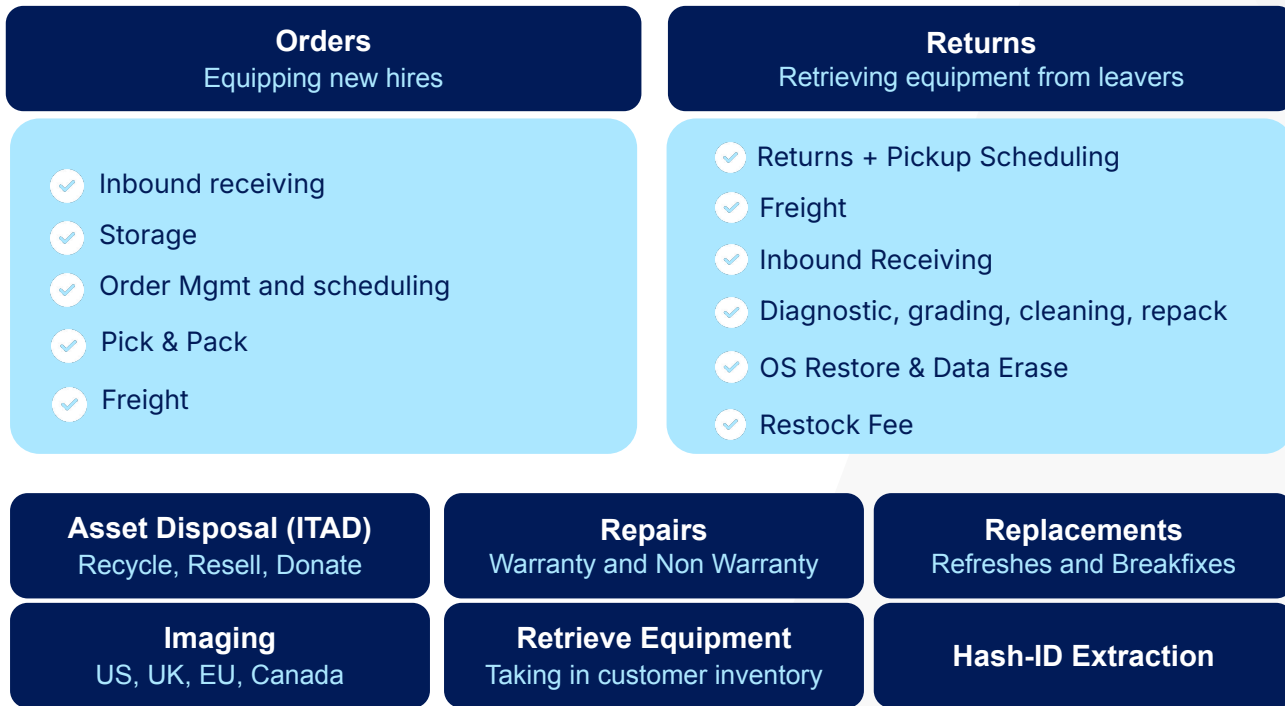 Orders
Equipping new hires
Inbound receiving
Storage
Order Mgmt and scheduling
Pick & Pack
Freight
Returns
Retrieving equipment from leavers
Returns + Pickup Scheduling
Freight
Inbound Receiving
Diagnostic, grading, cleaning, repack
OS Restore & Data Erase
Restock Fee
Asset Disposal (ITAD)
Recycle, Resell, Donate
Repairs
Warranty and Non Warranty
Replacements
Refreshes and Breakfixes
Imaging
US, UK, EU, Canada
Retrieve Equipment
Taking in customer inventory
Hash-ID Extraction